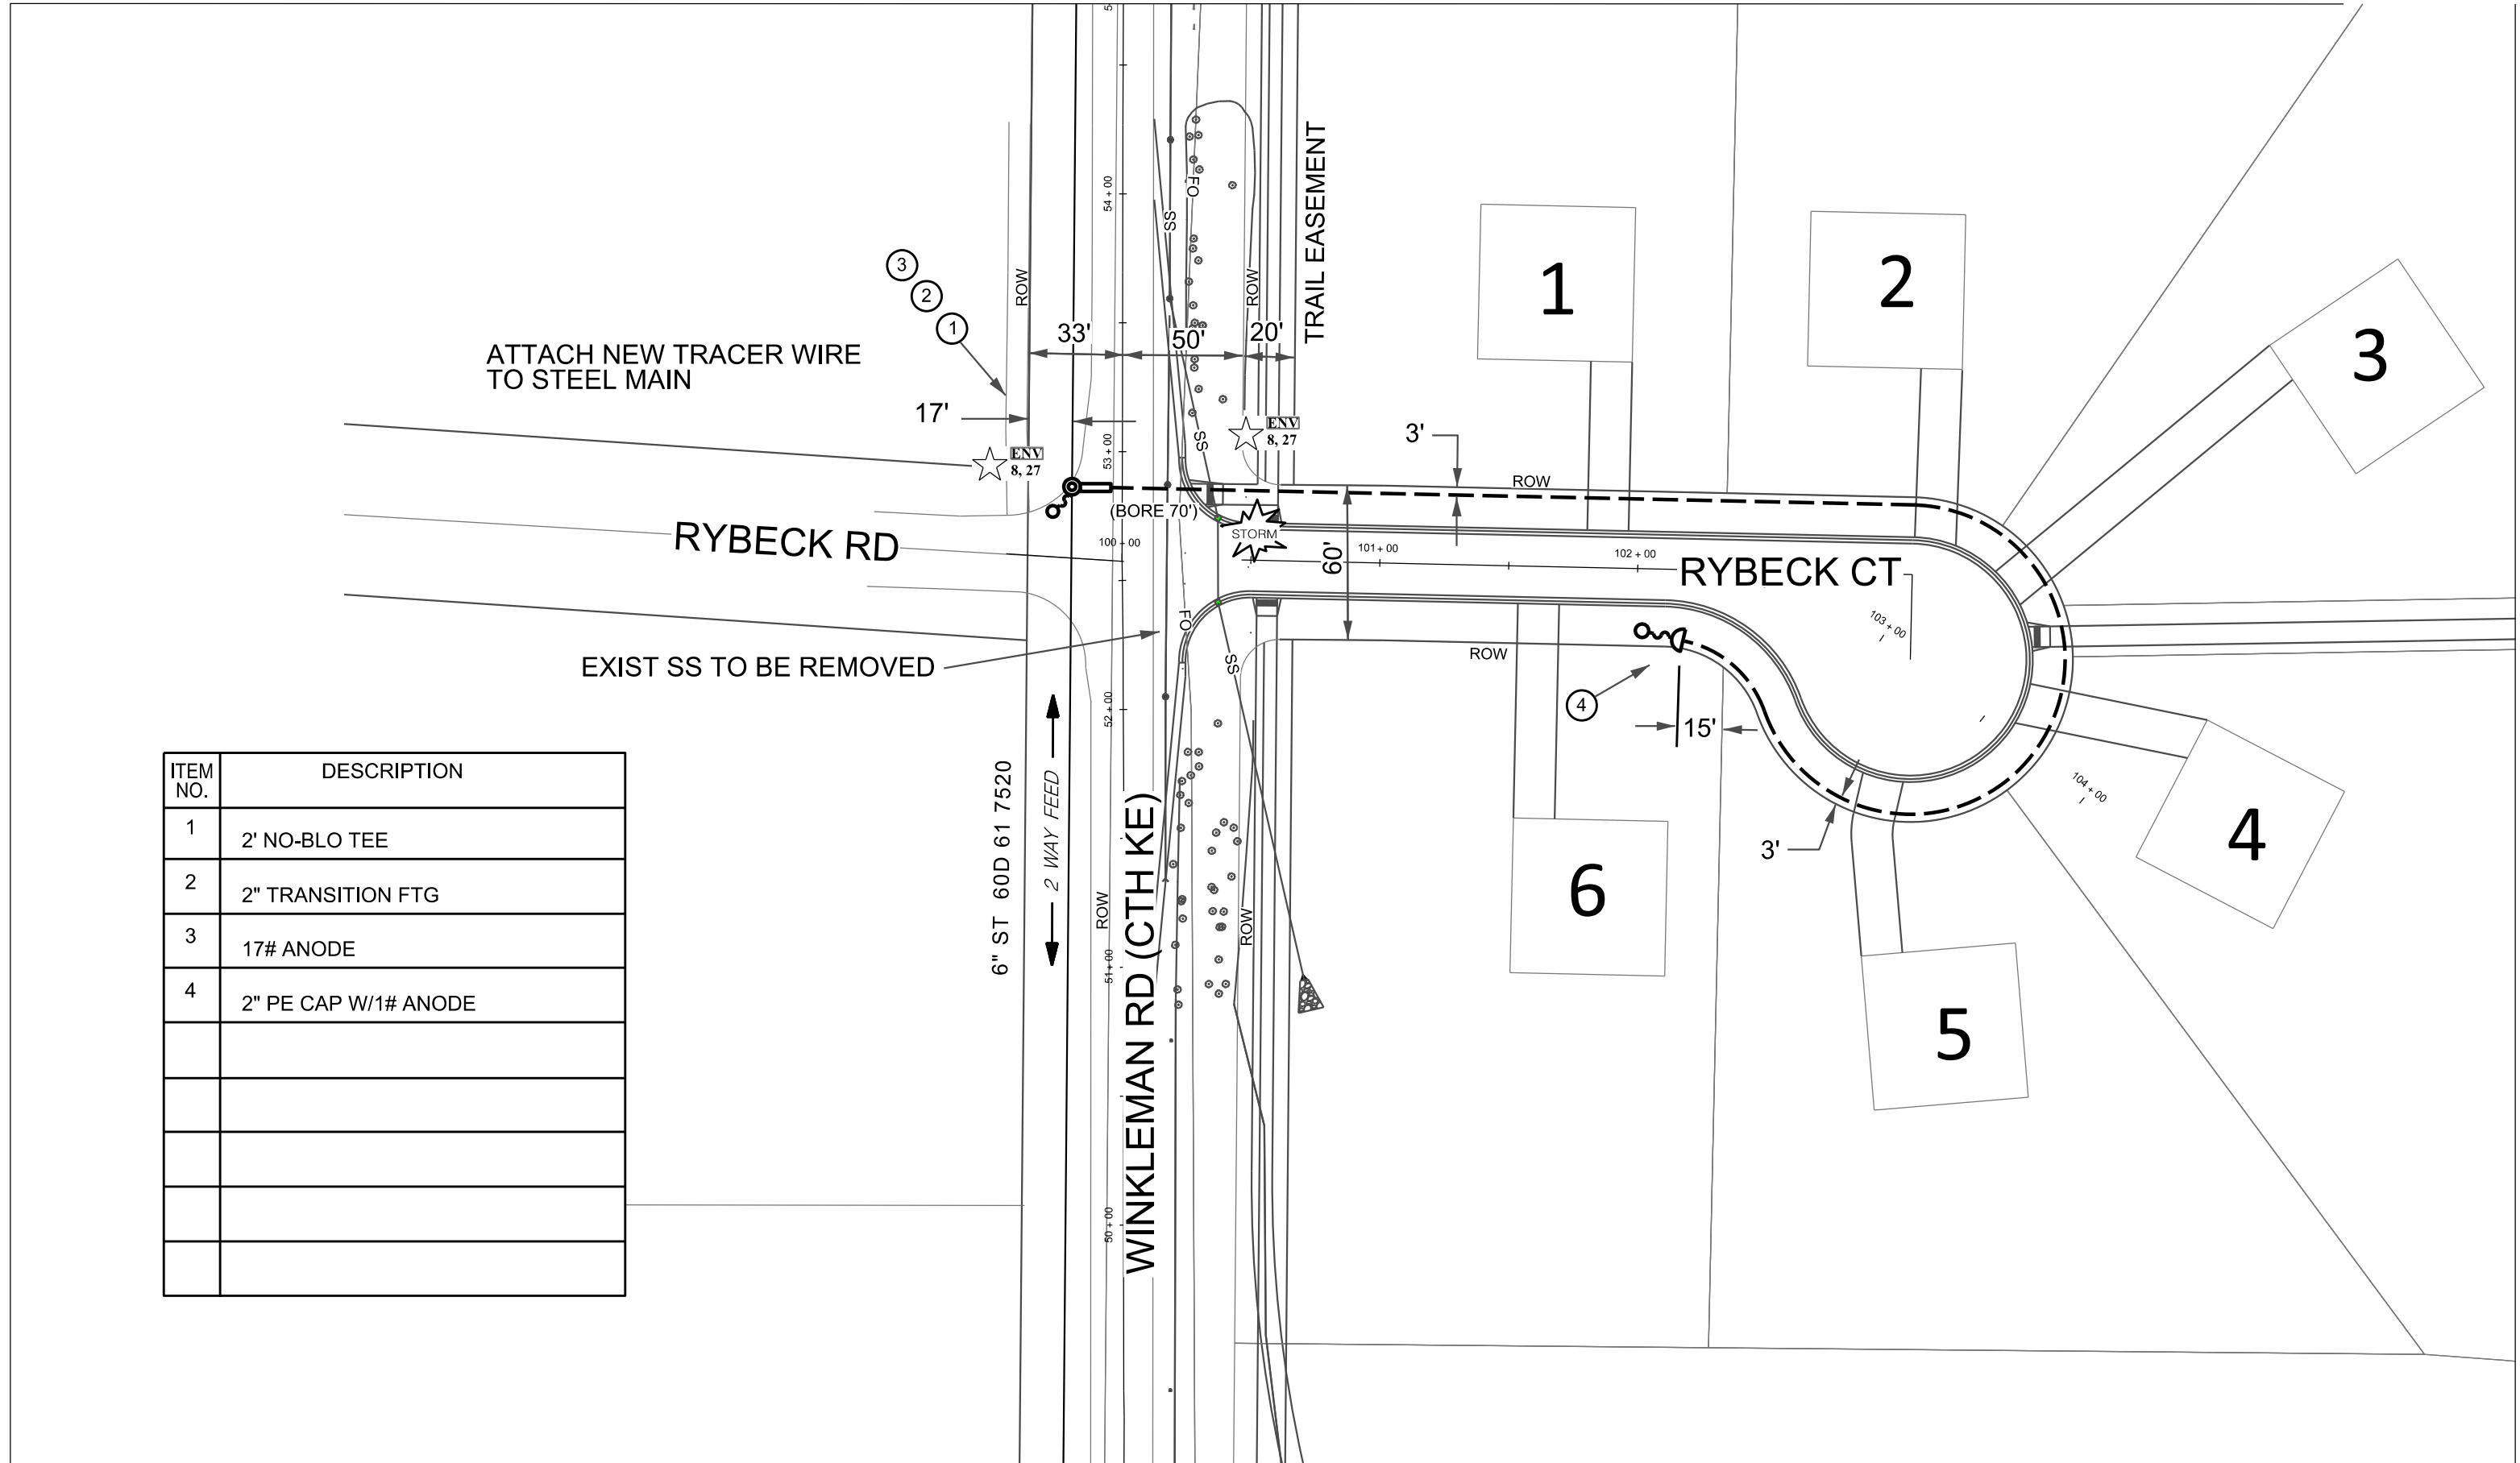 5
54 + 00
SS
FO
ROW
ROW
TRAIL EASEMENT
1
2
3
3
2
1
33'
50'
20'
ATTACH NEW TRACER WIRE
TO STEEL MAIN
17'
ENV
8, 27
ENV
8, 27
53 + 00
SS
3'
ROW
(BORE 70')
STORM
RYBECK RD
100 + 00
60'
101 + 00
102 + 00
RYBECK CT
103 + 00
FO
EXIST SS TO BE REMOVED
SS
ROW
4
15'
52 + 00
6" ST 60D 61 7520
2 WAY FEED
WINKLEMAN RD (CTH KE)
ROW
ROW
51 + 00
50 + 00
104 + 00
3'
4
6
5
ITEM NO.
DESCRIPTION
1
2' NO-BLO TEE
2
2" TRANSITION FTG
3
17# ANODE
4
2" PE CAP W/1# ANODE